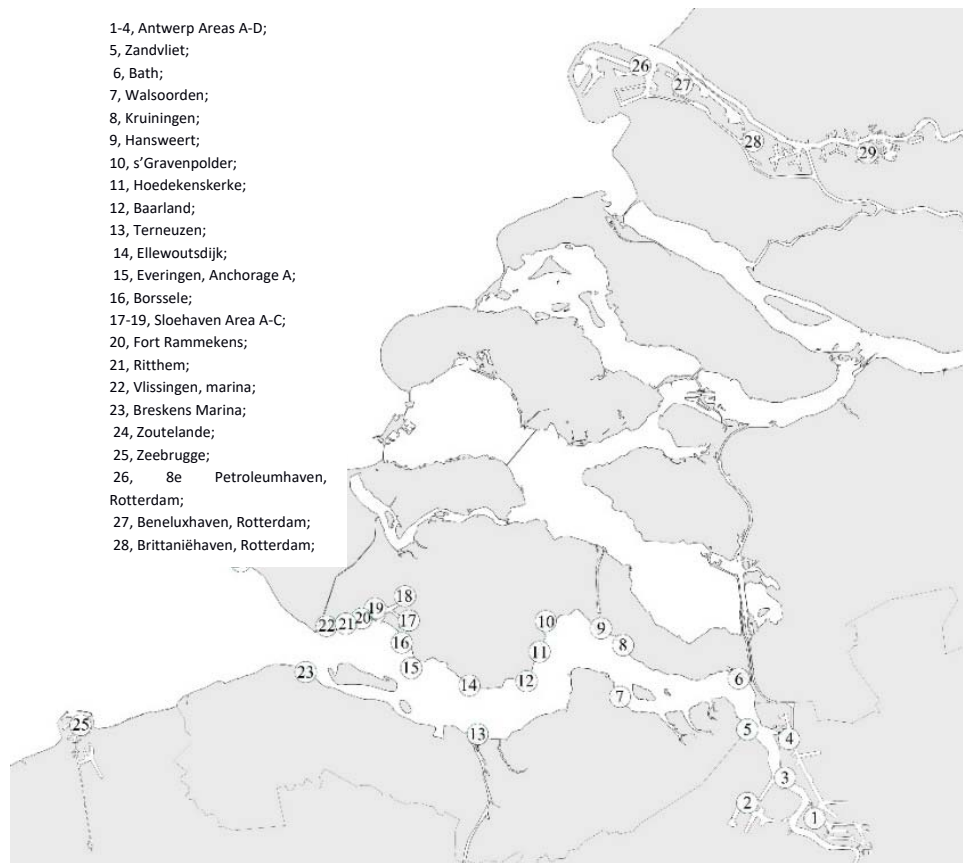 1-4, Antwerp Areas A-D;
5, Zandvliet;
6, Bath;
7, Walsoorden;
8, Kruiningen;
9, Hansweert;
10, s’Gravenpolder;
11, Hoedekenskerke;
12, Baarland;
13, Terneuzen;
14, Ellewoutsdijk;
15, Everingen, Anchorage A;
16, Borssele;
17-19, Sloehaven Area A-C;
20, Fort Rammekens;
21, Ritthem;
22, Vlissingen, marina;
23, Breskens Marina;
24, Zoutelande;
25, Zeebrugge;
26, 8e Petroleumhaven,
Rotterdam;
27, Beneluxhaven, Rotterdam;
28, Brittaniëhaven, Rotterdam;
26
27
28
29
18
19
20
21
22
17
16
15
10
9
8
11
23
14
12
7
6
25
13
5
4
3
2
1